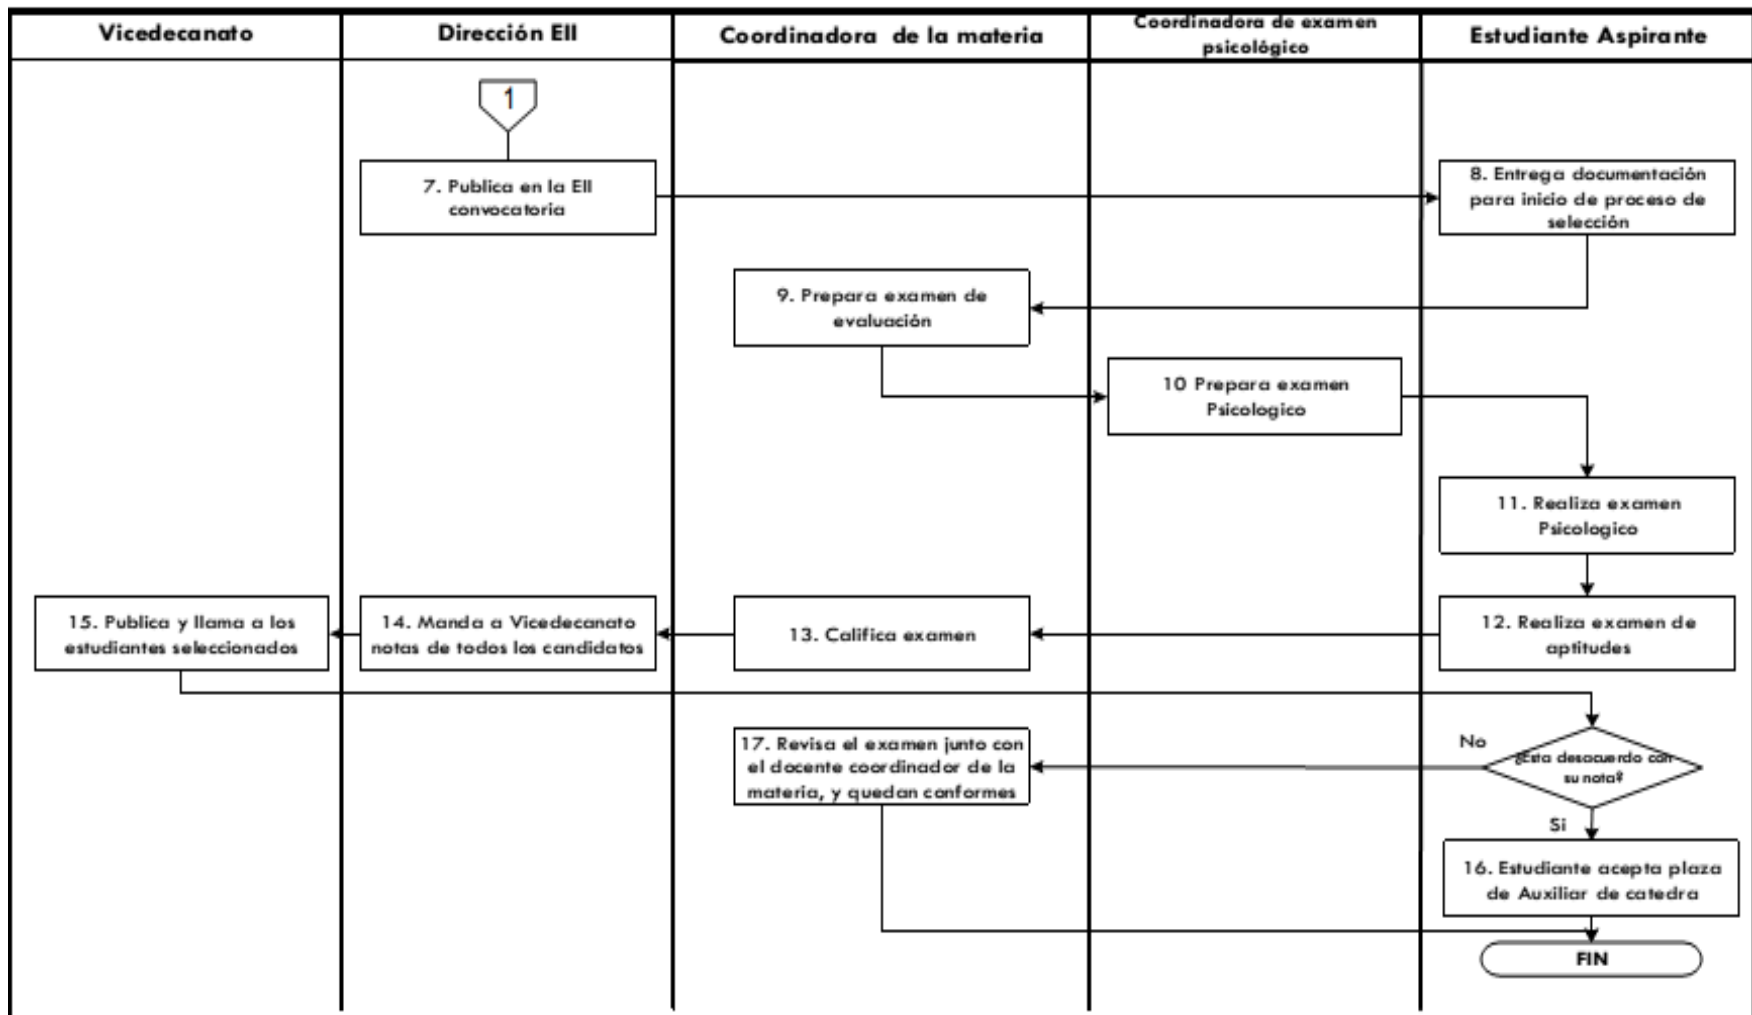 Vicedecanato
Dirección EII
Coordinadora de la materia
Coordinadora de examen
psicológico
Estudiante Aspirante
1
7. Publica en la EII
convocatoria
8. Entrega documentación
para inicio de proceso de
selección
9. Prepara examen de
evaluación
10 Prepara examen
Psicologico
11. Realiza examen
Psicologico
15. Publica y llama a los
estudiantes seleccionados
14. Manda a Vicedecanato
notas de todos los candidatos
13. Califica examen
12. Realiza examen de
aptitudes
17. Revisa el examen junto con
el docente coordinador de la
materia, y quedan conformes
No
¿Esta desacuerdo con
su nota?
Si
16. Estudiante acepta plaza
de Auxiliar de catedra
FIN